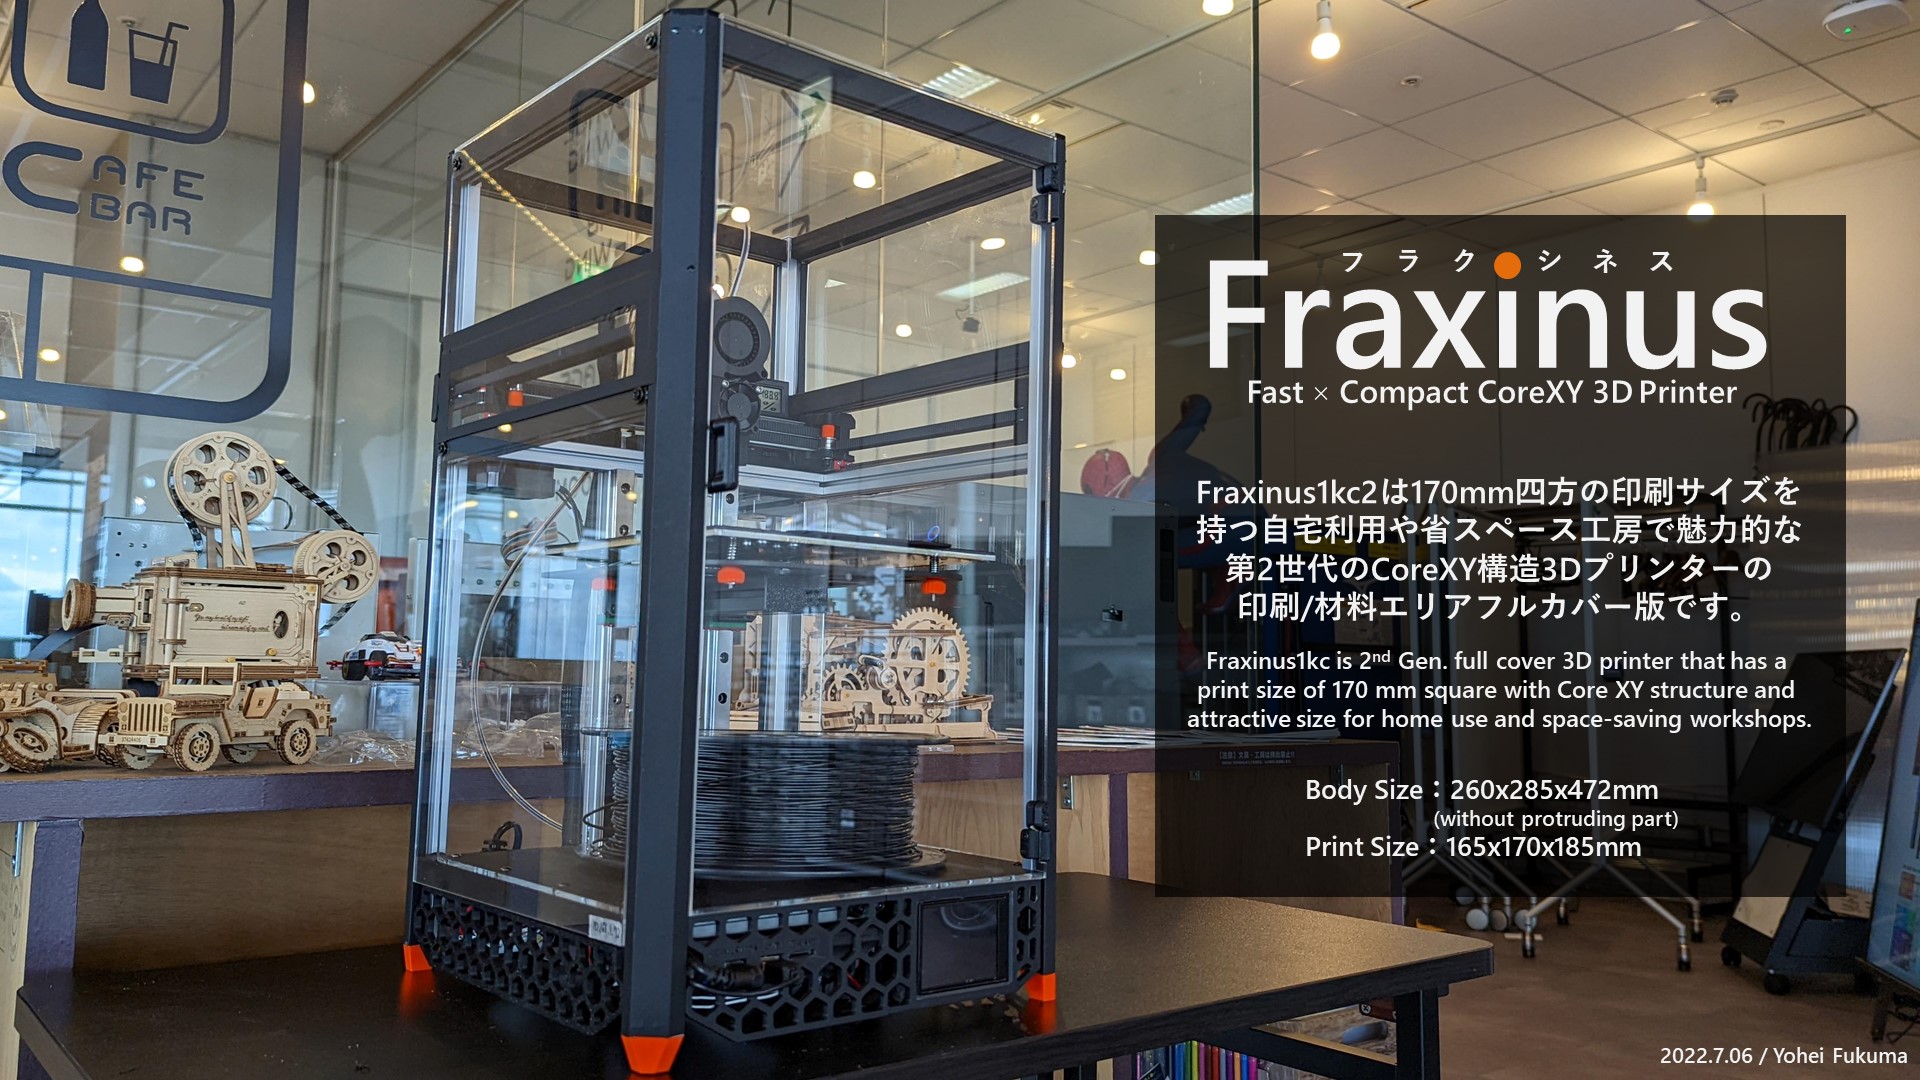 CAFE
BAR
フラクシネス
Fraxinus
Fast × Compact CoreXY 3D Printer
Fraxinus1kc2は170mm四方の印刷サイズを
持つ自宅利用や省スペース工房で魅力的な
第2世代のCoreXY構造3Dプリンターの
印刷/材料エリアフルカバー版です。
Fraxinus1kc is 2nd Gen. full cover 3D printer that has a
print size of 170 mm square with Core XY structure and
attractive size for home use and space-saving workshops.
Body Size：260x285x472mm
(without protruding part)
Print Size：165x170x185mm
2022.7.06 / Yohei Fukuma